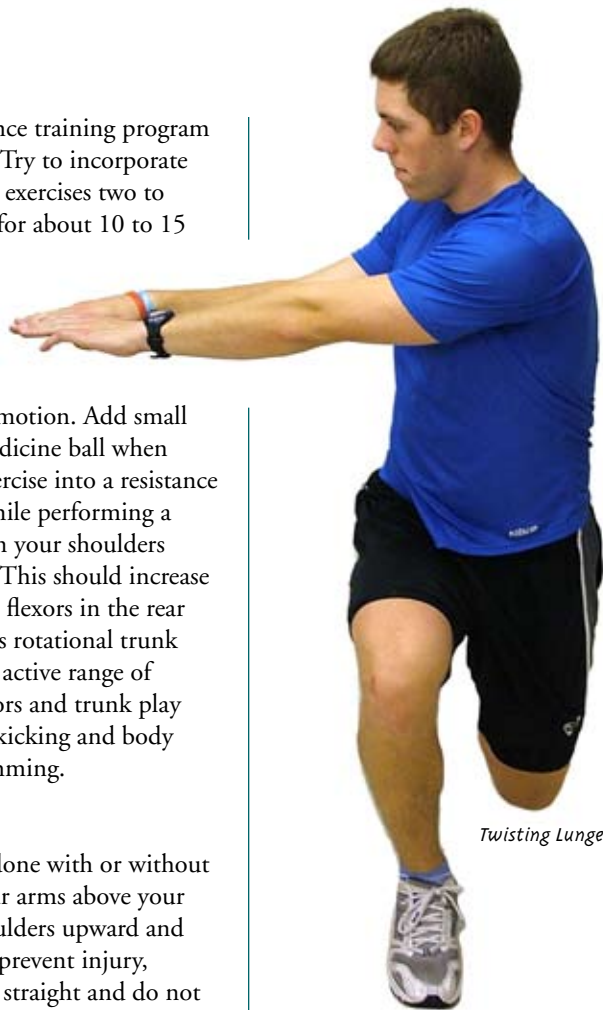 nce training program
Try to incorporate
exercises two to
for about 10 to 15
motion. Add small
dicine ball when
ercise into a resistance
hile performing a
n your shoulders
This should increase
flexors in the rear
s rotational trunk
active range of
ors and trunk play
kicking and body
mming.
Twisting Lunge
done with or without
ur arms above your
ulders upward and
prevent injury,
straight and do not